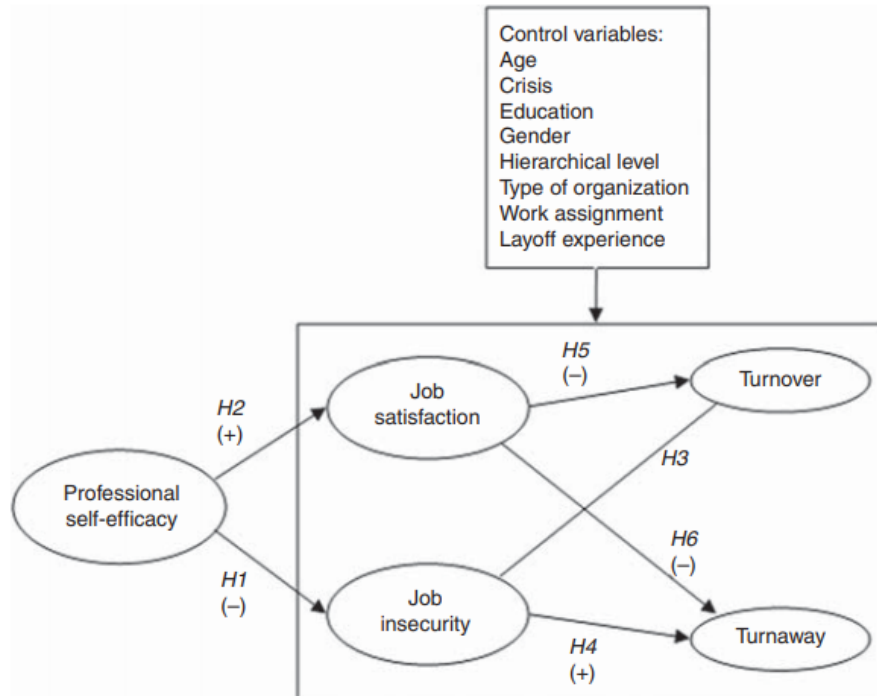 Control variables:
Age
Crisis
Education
Gender
Hierarchical level
Type of organization
Work assignment
Layoff experience
H5
(–)
Turnover
Job
satisfaction
H2
(+)
H3
Professional
self-efficacy
H6
(–)
H1
(–)
Job
insecurity
H4
(+)
Turnaway